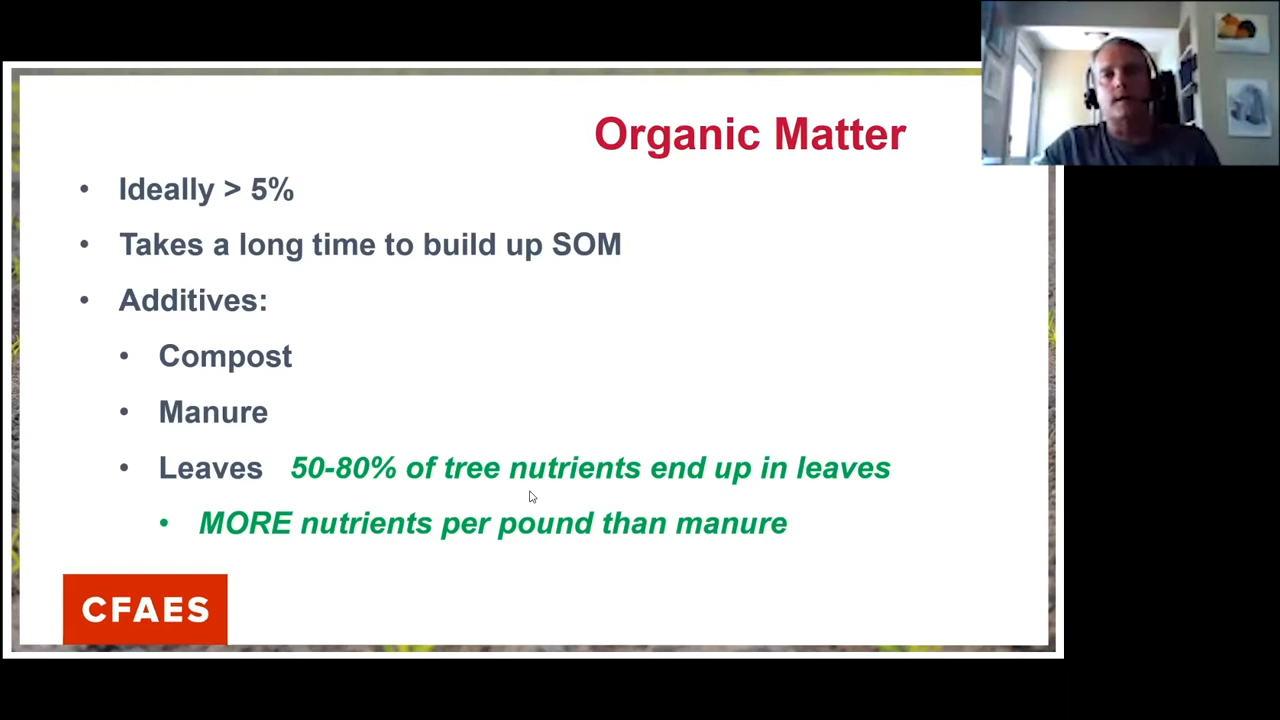 Organic Matter
• Ideally > 5%
• Takes a long time to build up SOM
• Additives:
• Compost
• Manure
• Leaves 50-80% of tree nutrients end up in leaves
• MORE nutrients per pound than manure
CFAES